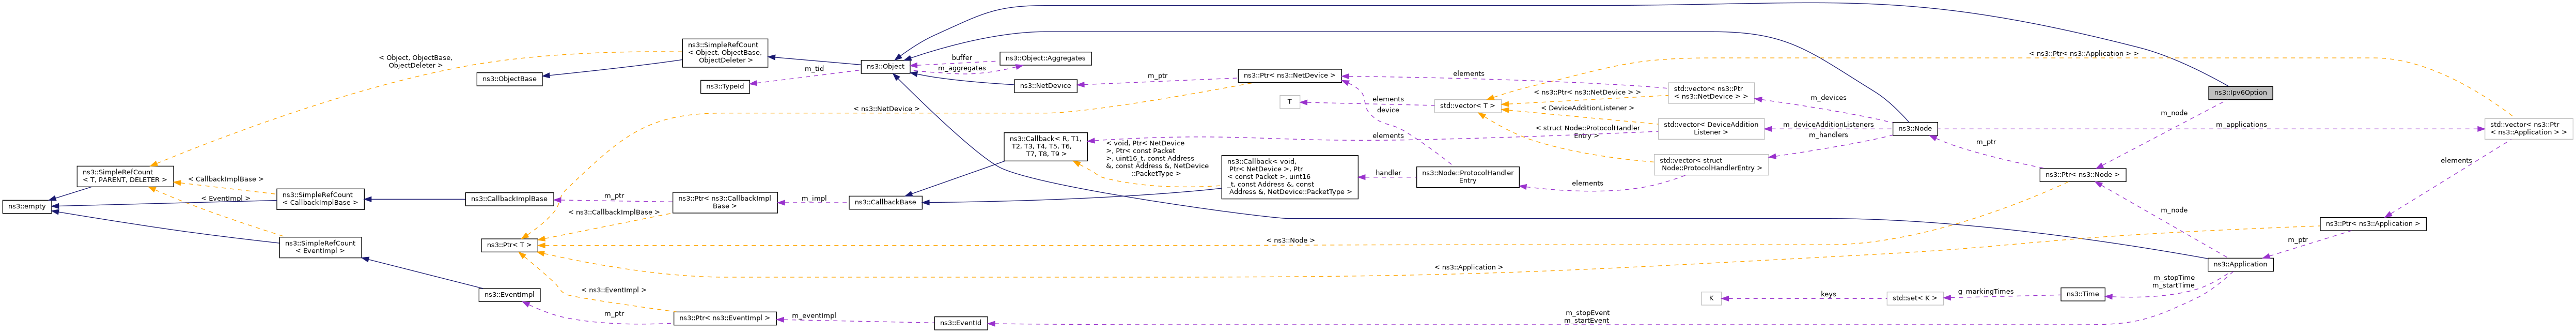 ns3::empty
ns3::SimpleRefCount
< T, PARENT, DELETER >
< Object, ObjectBase,
ObjectDeleter >
< CallbackImplBase >
< EventImpl >
ns3::SimpleRefCount
< CallbackImplBase >
ns3::SimpleRefCount
< EventImpl >
ns3::ObjectBase
ns3::CallbackImplBase
ns3::Ptr< T >
ns3::EventImpl
m_ptr
< ns3::CallbackImplBase >
< ns3::EventImpl >
m_ptr
ns3::SimpleRefCount
< Object, ObjectBase,
ObjectDeleter >
ns3::TypeId
ns3::Ptr< ns3::CallbackImpl
Base >
ns3::Ptr< ns3::EventImpl >
m_tid
< ns3::NetDevice >
m_impl
m_eventImpl
ns3::Object
ns3::CallbackBase
ns3::EventId
buffer
m_aggregates
ns3::Object::Aggregates
ns3::NetDevice
ns3::Callback< R, T1,
T2, T3, T4, T5, T6,
T7, T8, T9 >
m_ptr
< void, Ptr< NetDevice
>, Ptr< const Packet
>, uint16_t, const Address
&, const Address &, NetDevice
::PacketType >
ns3::Ptr< ns3::NetDevice >
T
ns3::Callback< void,
Ptr< NetDevice >, Ptr
< const Packet >, uint16
_t, const Address &, const
Address &, NetDevice::PacketType >
elements
device
elements
handler
< ns3::Node >
elements
std::vector< T >
ns3::Node::ProtocolHandler
Entry
< ns3::Application >
< ns3::Ptr< ns3::NetDevice > >
< DeviceAdditionListener >
< struct Node::ProtocolHandler
Entry >
elements
m_stopEvent
m_startEvent
std::vector< ns3::Ptr
< ns3::NetDevice > >
std::vector< DeviceAddition
Listener >
std::vector< struct
Node::ProtocolHandlerEntry >
K
keys
m_devices
m_deviceAdditionListeners
m_handlers
std::set< K >
g_markingTimes
ns3::Node
ns3::Time
m_ptr
< ns3::Ptr< ns3::Application > >
ns3::Ptr< ns3::Node >
m_node
m_applications
m_node
m_stopTime
m_startTime
ns3::Ipv6Option
ns3::Application
m_ptr
ns3::Ptr< ns3::Application >
elements
std::vector< ns3::Ptr
< ns3::Application > >